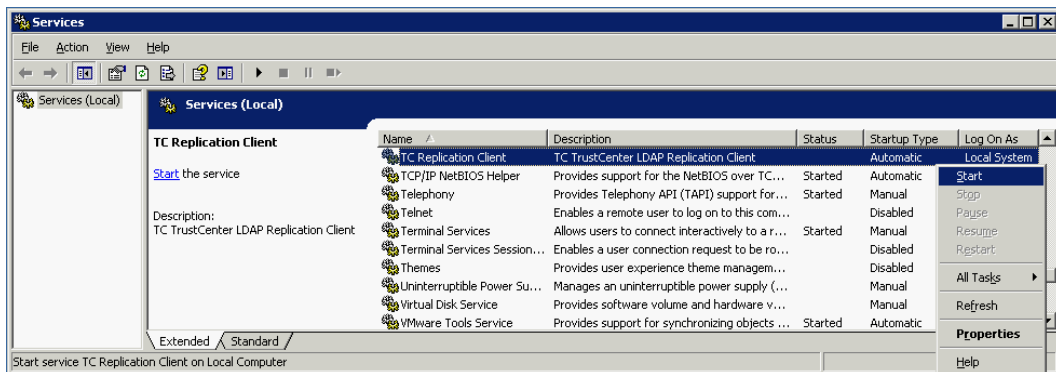 Services
File Action View Help
Services (Local)
Services (Local)
TC Replication Client
Start the service
Description:
TC TrustCenter LDAP Replication Client
Name Description Status Startup Type Log On As
TC Replication Client TC TrustCenter LDAP Replication Client Automatic Local System
TCP/IP NetBIOS Helper Provides support for the NetBIOS over TC... Started Automatic
Telephony Provides Telephony API (TAPI) support for... Started Manual
Telnet Enables a remote user to log on to this com... Disabled
Terminal Services Allows users to connect interactively to a r... Started Manual
Terminal Services Session... Enables a user connection request to be ro... Disabled
Themes Provides user experience theme managem... Disabled
Uninterruptible Power Su... Manages an uninterruptible power supply (... Manual
Virtual Disk Service Provides software volume and hardware v... Manual
VMware Tools Service Provides support for synchronizing objects ... Started Automatic
Start
Stop
Pause
Resume
Restart
All Tasks
Refresh
Properties
Help
Extended Standard
Start service TC Replication Client on Local Computer